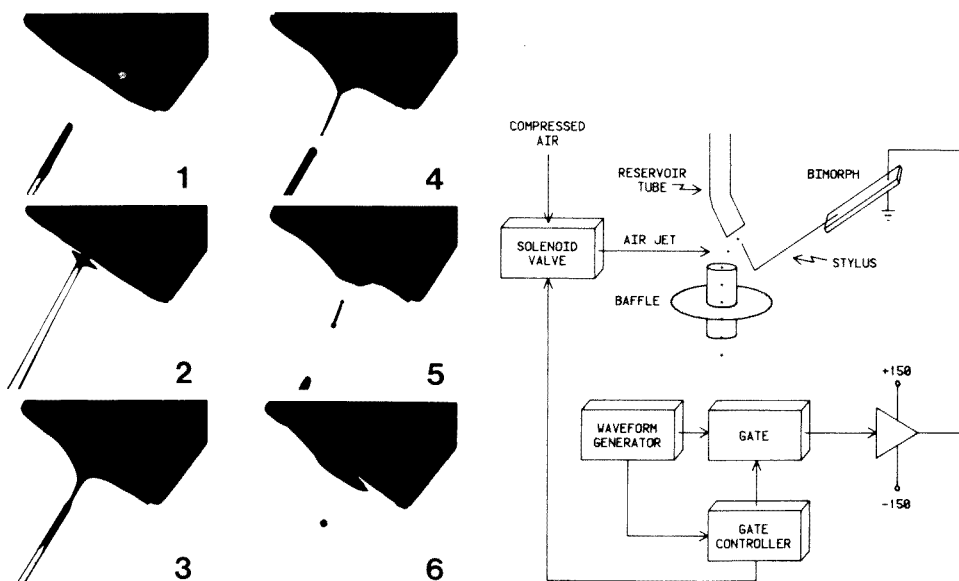 1
2
3
4
5
6
COMPRESSED
AIR
RESERVOIR
TUBE
BIMORPH
SOLENOID
VALVE
AIR JET
STYLUS
BAFFLE
+150
WAVEFORM
GENERATOR
GATE
-150
GATE
CONTROLLER